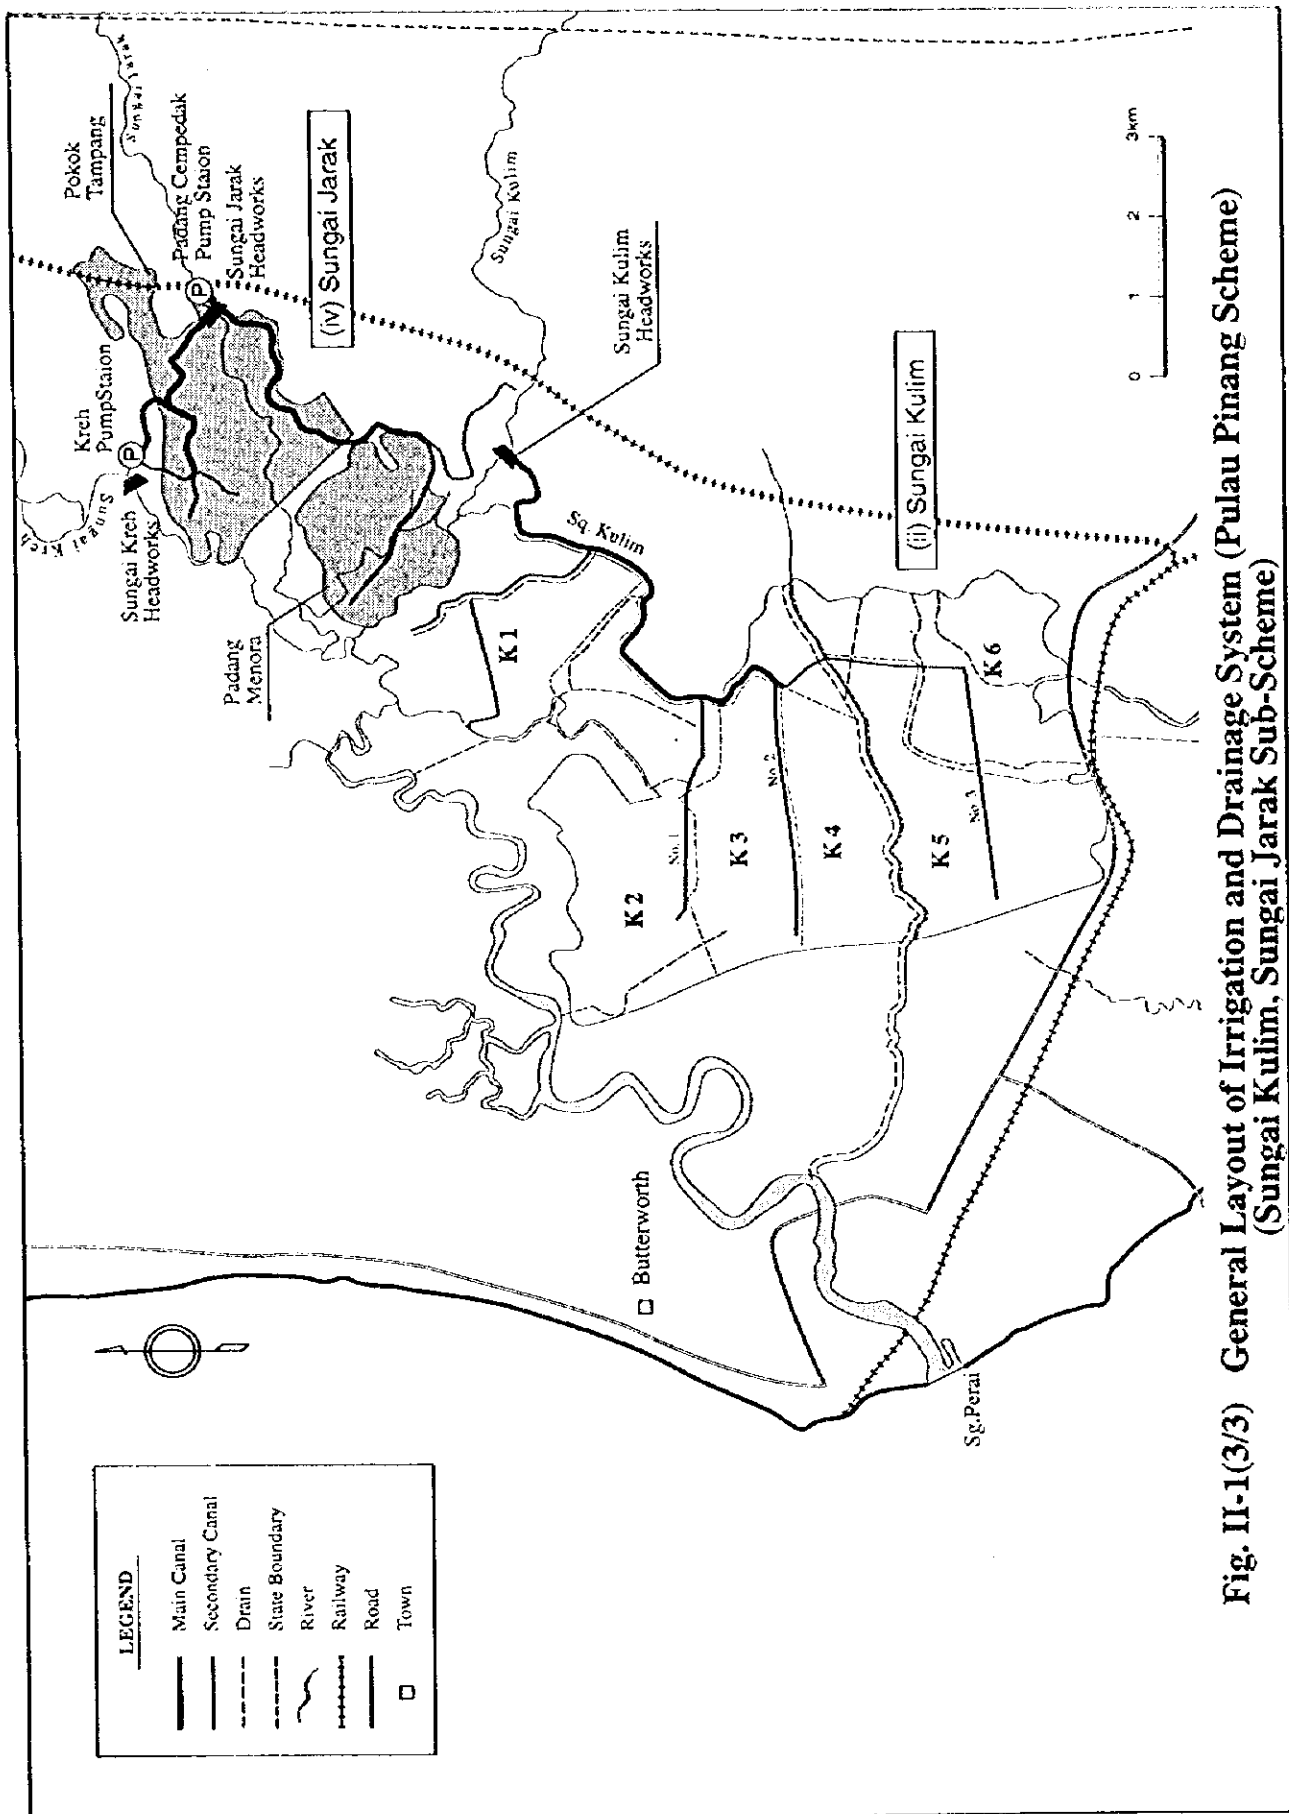 LEGEND
Main Canal
Secondary Canal
Drain
State Boundary
River
Railway
Road
Town
Sungai Kreh
Kreh
PumpStaion
Sungai Kreh
Headworks
Pokok
Tampang
Sungai Jarak
Padang Cempedak
Pump Staion
Sungai Jarak
Headworks
P
P
(iv) Sungai Jarak
Padang
Menora
Sungai Kulim
Sungai Kulim
Headworks
Sq. Kulim
(ii) Sungai Kulim
K1
K2
K3
K4
K5
K6
No. 1
No. 2
No. 3
Butterworth
Sg.Perai
0 1 2 3km
Fig. II-1(3/3) General Layout of Irrigation and Drainage System (Pulau Pinang Scheme)
(Sungai Kulim, Sungai Jarak Sub-Scheme)